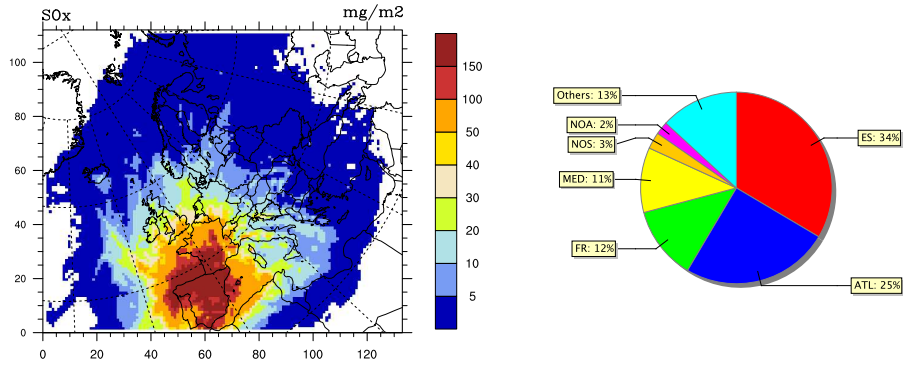 SOx mg/m2
100
80
60
40
20
0
0 20 40 60 80 100 120
150
100
50
40
30
20
10
5
Others: 13%
NOA: 2%
NOS: 3%
MED: 11%
FR: 12%
ES: 34%
ATL: 25%